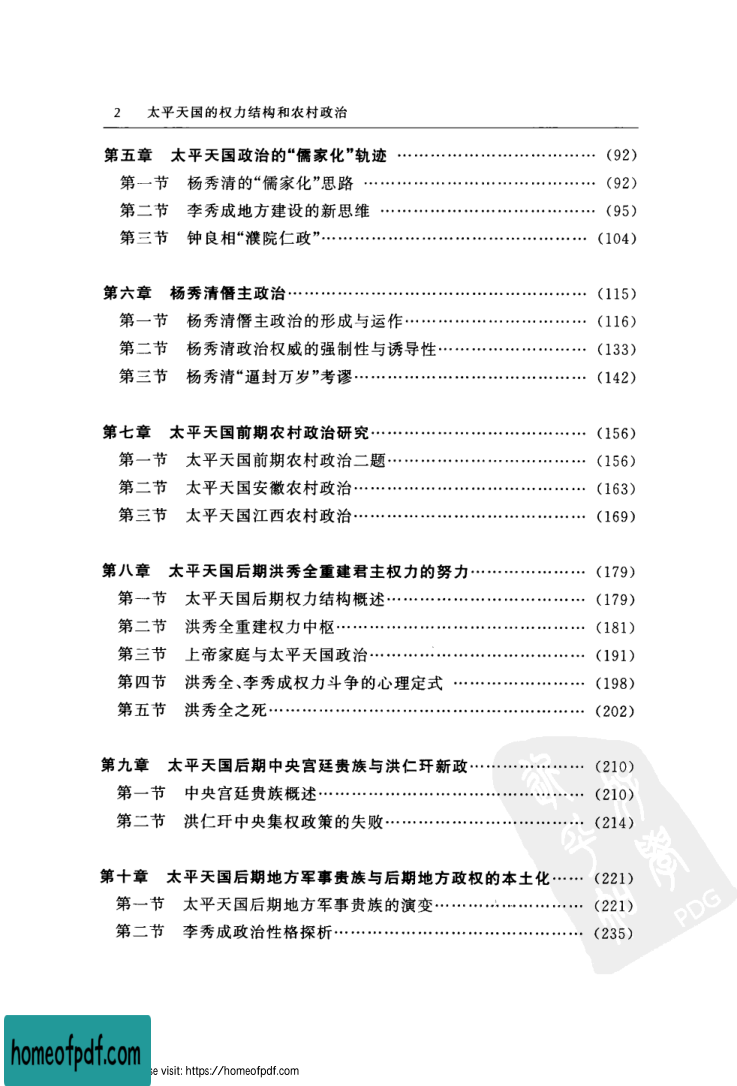 2 太平天国的权力结构和农村政治
第五章 太平天国政治的“儒家化”轨迹 ………………………………(92)
第一节 杨秀清的“儒家化”思路 ……………………………………(92)
第二节 李秀成地方建设的新思维 …………………………………(95)
第三节 钟良相“濮院仁政”…………………………………………(104)
第六章 杨秀清僭主政治………………………………………………(115)
第一节 杨秀清僭主政治的形成与运作………………………………(116)
第二节 杨秀清政治权威的强制性与诱导性…………………………(133)
第三节 杨秀清“逼封万岁”考谬………………………………………(142)
第七章 太平天国前期农村政治研究…………………………………(156)
第一节 太平天国前期农村政治二题…………………………………(156)
第二节 太平天国安徽农村政治………………………………………(163)
第三节 太平天国江西农村政治………………………………………(169)
第八章 太平天国后期洪秀全重建君主权力的努力…………………(179)
第一节 太平天国后期权力结构概述…………………………………(179)
第二节 洪秀全重建权力中枢…………………………………………(181)
第三节 上帝家庭与太平天国政治……………………………………(191)
第四节 洪秀全、李秀成权力斗争的心理定式 ……………………(198)
第五节 洪秀全之死……………………………………………………(202)
第九章 太平天国后期中央宫廷贵族与洪仁玕新政…………………(210)
第一节 中央宫廷贵族概述……………………………………………(210)
第二节 洪仁玕中央集权政策的失败…………………………………(214)
第十章 太平天国后期地方军事贵族与后期地方政权的本土化……(221)
第一节 太平天国后期地方军事贵族的演变…………………………(221)
第二节 李秀成政治性格探析…………………………………………(235)
PDG
homeofpdf.com
se visit: https://homeofpdf.com